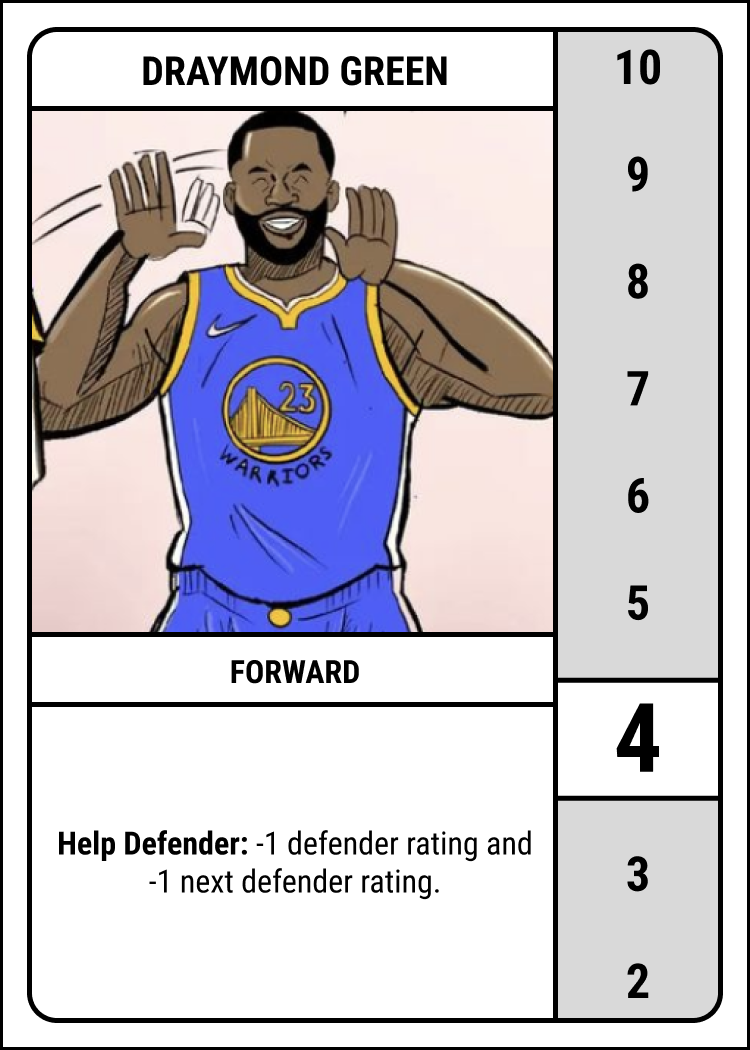 DRAYMOND GREEN
23
WARRIORS
FORWARD
Help Defender: -1 defender rating and
-1 next defender rating.
10
9
8
7
6
5
4
3
2